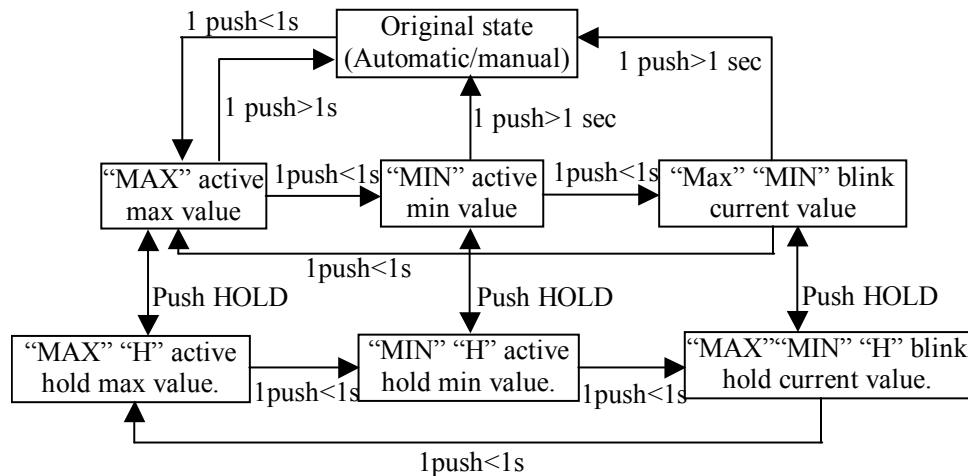 1 push<1s
Original state
(Automatic/manual)
1 push>1 sec
1 push>1s
1 push>1 sec
“MAX” active
max value
1push<1s
“MIN” active
min value
1push<1s
“Max” “MIN” blink
current value
1push<1s
Push HOLD
Push HOLD
Push HOLD
“MAX” “H” active
hold max value.
1push<1s
“MIN” “H” active
hold min value.
1push<1s
“MAX”“MIN” “H” blink
hold current value.
1push<1s